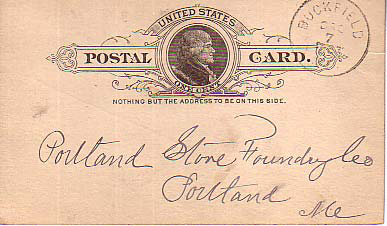 UNITED STATES
POSTAL CARD.
ONE CENT
NOTHING BUT THE ADDRESS TO BE ON THIS SIDE.
BUCKFIELD
DEC
7
Portland Stove Foundry Co
Portland
Me